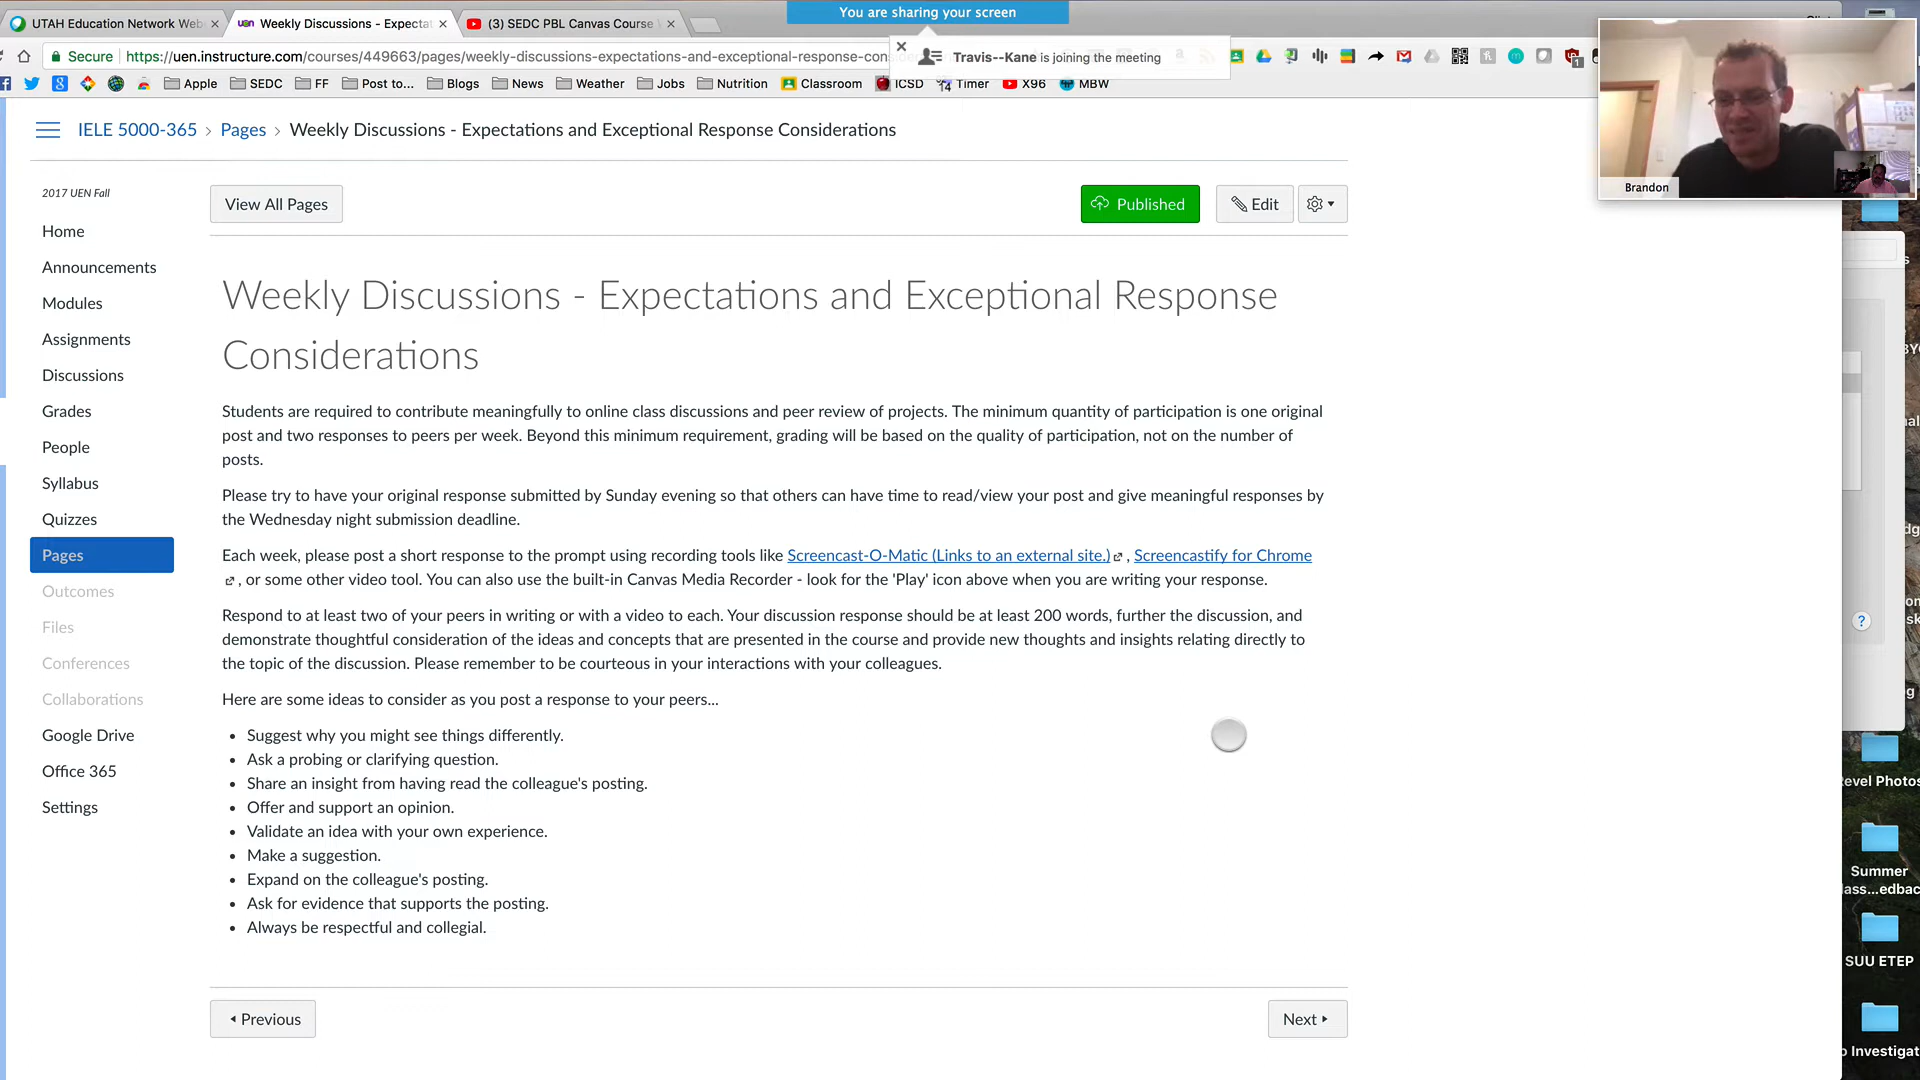 You are sharing your screen
UTAH Education Network Web
Weekly Discussions - Expecta
(3) SEDC PBL Canvas Course
Secure
https://uen.instructure.com/courses/449663/pages/weekly-discussions-expectations-and-exceptional-response-cons
Travis--Kane is joining the meeting
Apple
SEDC
FF
Post to...
Blogs
News
Weather
Jobs
Nutrition
Classroom
ICSD
Timer
X96
MBW
Brandon
IELE 5000-365 › Pages › Weekly Discussions - Expectations and Exceptional Response Considerations
2017 UEN Fall
Home
Announcements
Modules
Assignments
Discussions
Grades
People
Syllabus
Quizzes
Pages
Outcomes
Files
Conferences
Collaborations
Google Drive
Office 365
Settings
View All Pages
Published
Edit
Weekly Discussions - Expectations and Exceptional Response
Considerations
Students are required to contribute meaningfully to online class discussions and peer review of projects. The minimum quantity of participation is one original
post and two responses to peers per week. Beyond this minimum requirement, grading will be based on the quality of participation, not on the number of
posts.
Please try to have your original response submitted by Sunday evening so that others can have time to read/view your post and give meaningful responses by
the Wednesday night submission deadline.
Each week, please post a short response to the prompt using recording tools like Screencast-O-Matic (Links to an external site.) , Screencastify for Chrome
, or some other video tool. You can also use the built-in Canvas Media Recorder - look for the 'Play' icon above when you are writing your response.
Respond to at least two of your peers in writing or with a video to each. Your discussion response should be at least 200 words, further the discussion, and
demonstrate thoughtful consideration of the ideas and concepts that are presented in the course and provide new thoughts and insights relating directly to
the topic of the discussion. Please remember to be courteous in your interactions with your colleagues.
Here are some ideas to consider as you post a response to your peers...
• Suggest why you might see things differently.
• Ask a probing or clarifying question.
• Share an insight from having read the colleague's posting.
• Offer and support an opinion.
• Validate an idea with your own experience.
• Make a suggestion.
• Expand on the colleague's posting.
• Ask for evidence that supports the posting.
• Always be respectful and collegial.
Previous
Next
?
Revel Photos
Summer
lass...edbac
SUU ETEP
o Investigat